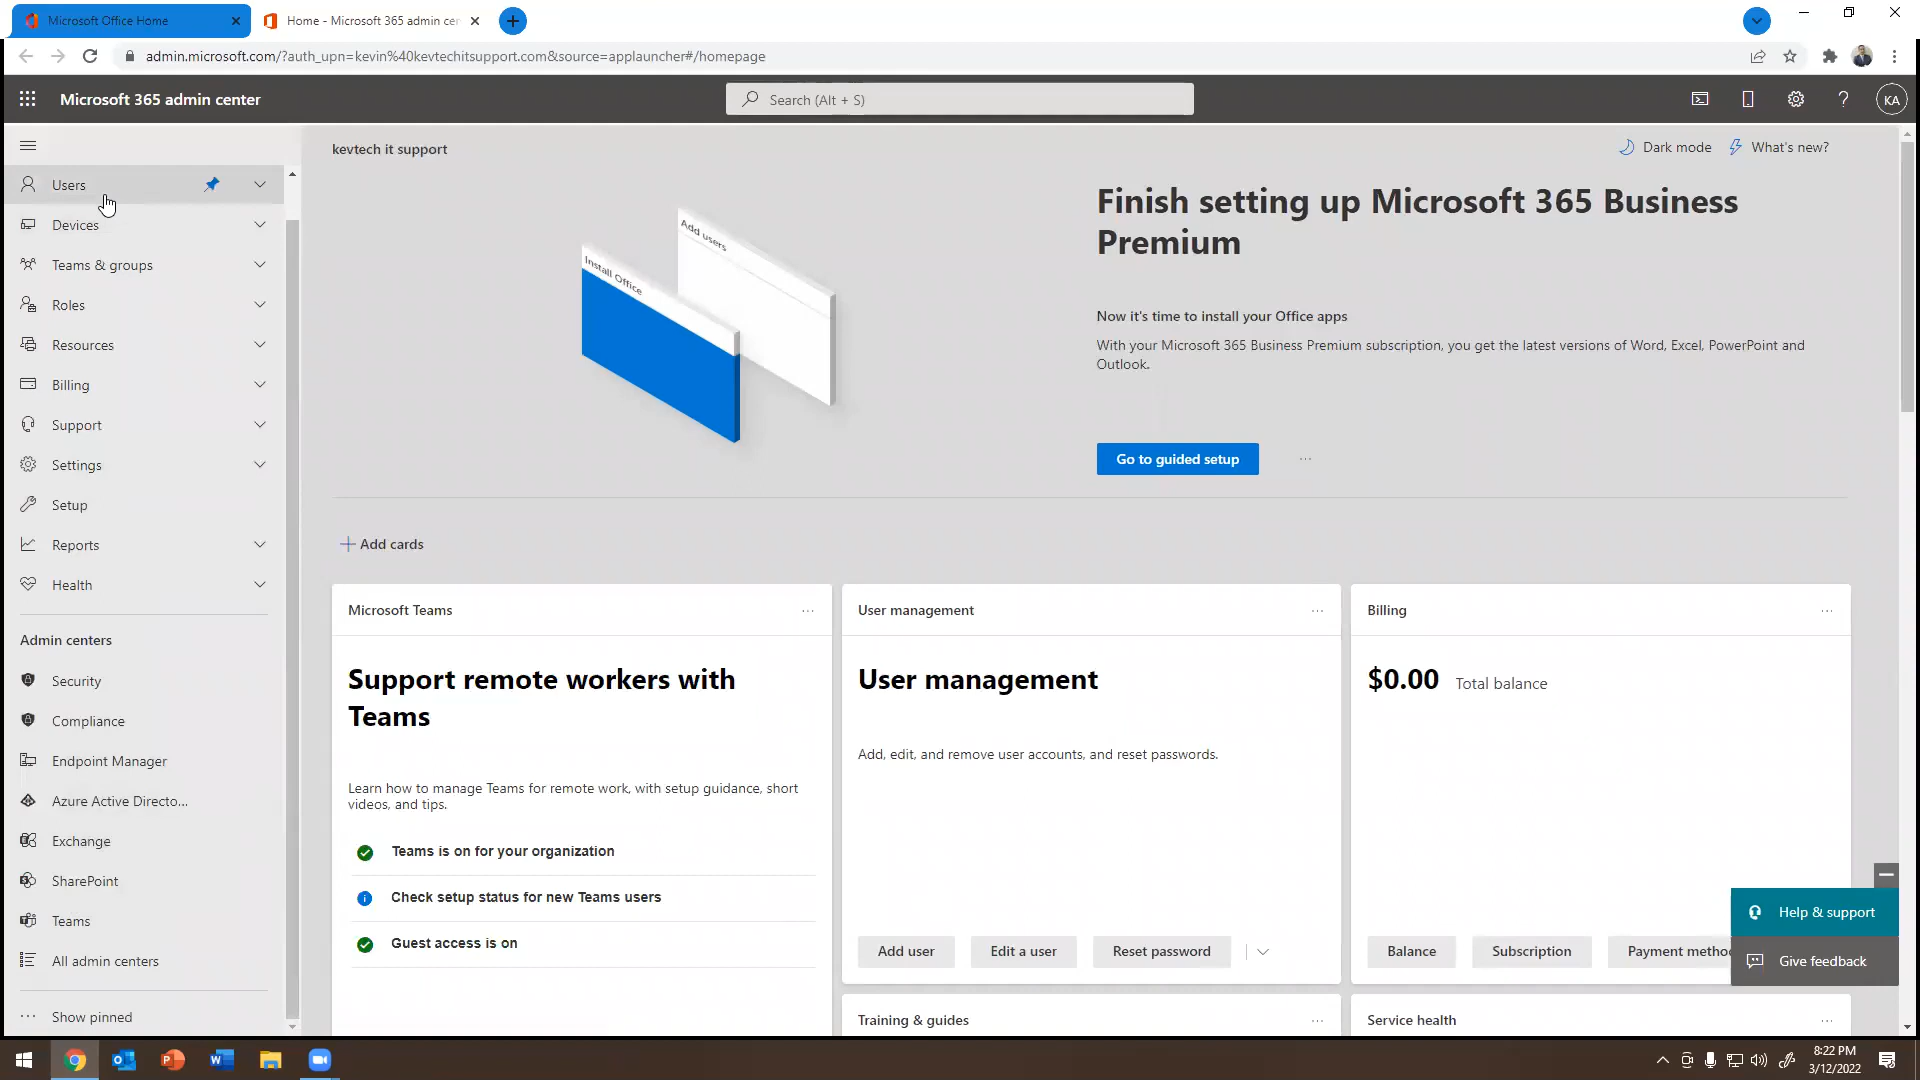 Microsoft Office Home
Home - Microsoft 365 admin cen
admin.microsoft.com/?auth_upn=kevin%40kevtechitsupport.com&source=applauncher#/homepage
Microsoft 365 admin center
Search (Alt + S)
KA
kevtech it support
Dark mode
What's new?
Users
Devices
Teams & groups
Roles
Resources
Billing
Support
Settings
Setup
Reports
Health
Admin centers
Security
Compliance
Endpoint Manager
Azure Active Directo...
Exchange
SharePoint
Teams
All admin centers
Show pinned
Add users
Install Office
Finish setting up Microsoft 365 Business
Premium
Now it's time to install your Office apps
With your Microsoft 365 Business Premium subscription, you get the latest versions of Word, Excel, PowerPoint and
Outlook.
Go to guided setup
Add cards
Microsoft Teams
Support remote workers with
Teams
Learn how to manage Teams for remote work, with setup guidance, short
videos, and tips.
Teams is on for your organization
Check setup status for new Teams users
Guest access is on
User management
User management
Add, edit, and remove user accounts, and reset passwords.
Add user
Edit a user
Reset password
Billing
$0.00 Total balance
Balance
Subscription
Payment metho
Help & support
Give feedback
Training & guides
Service health
8:22 PM
3/12/2022